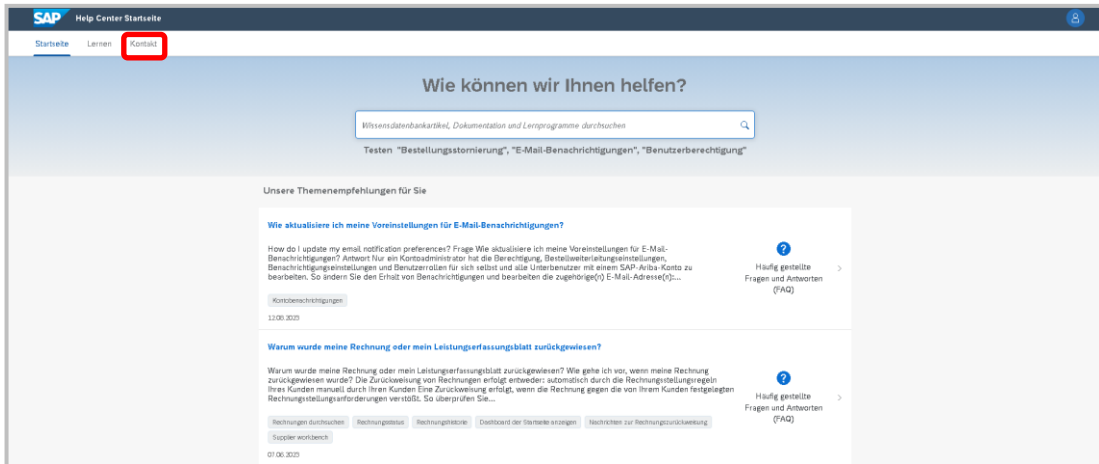 SAP Help Center Startseite
Startseite Lernen Kontakt
Wie können wir Ihnen helfen?
Wissensdatenbankartikel, Dokumentation und Lernprogramme durchsuchen
Testen "Bestellungsstornierung", "E-Mail-Benachrichtigungen", "Benutzerberechtigung"
Unsere Themenempfehlungen für Sie
Wie aktualisiere ich meine Voreinstellungen für E-Mail-Benachrichtigungen?
How do I update my email notification preferences? Frage Wie aktualisiere ich meine Voreinstellungen für E-Mail-
Benachrichtigungen? Antwort Nur ein Kontoadministrator hat die Berechtigung, Bestellweiterleitungseinstellungen,
Benachrichtigungseinstellungen und Benutzerrollen für sich selbst und alle Unterbenutzer mit einem SAP-Ariba-Konto zu
bearbeiten. So ändern Sie den Erhalt von Benachrichtigungen und bearbeiten die zugehörige(n) E-Mail-Adresse(n):...
Häufig gestellte
Fragen und Antworten
(FAQ)
Kontobenachrichtigungen
12.06.2023
Warum wurde meine Rechnung oder mein Leistungserfassungsblatt zurückgewiesen?
Warum wurde meine Rechnung oder mein Leistungserfassungsblatt zurückgewiesen? Wie gehe ich vor, wenn meine Rechnung
zurückgewiesen wurde? Die Zurückweisung von Rechnungen erfolgt entweder: automatisch durch die Rechnungsstellungsregeln
Ihres Kunden manuell durch Ihren Kunden Eine Zurückweisung erfolgt, wenn die Rechnung gegen die von Ihrem Kunden festgelegten
Rechnungsstellungsanforderungen verstößt. So überprüfen Sie...
Häufig gestellte
Fragen und Antworten
(FAQ)
Rechnungen durchsuchen Rechnungsstatus Rechnungshistorie Dashboard der Startseite anzeigen Nachrichten zur Rechnungszurückweisung
Supplier workbench
07.06.2023